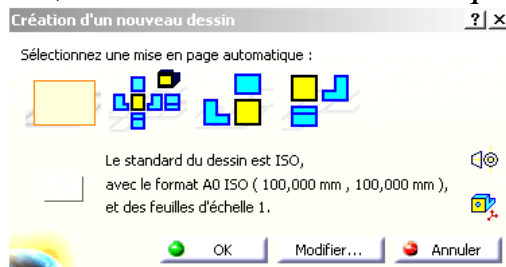 Création d'un nouveau dessin
Sélectionnez une mise en page automatique :
Le standard du dessin est ISO,
avec le format A0 ISO ( 100,000 mm , 100,000 mm ),
et des feuilles d'échelle 1.
OK Modifier... Annuler